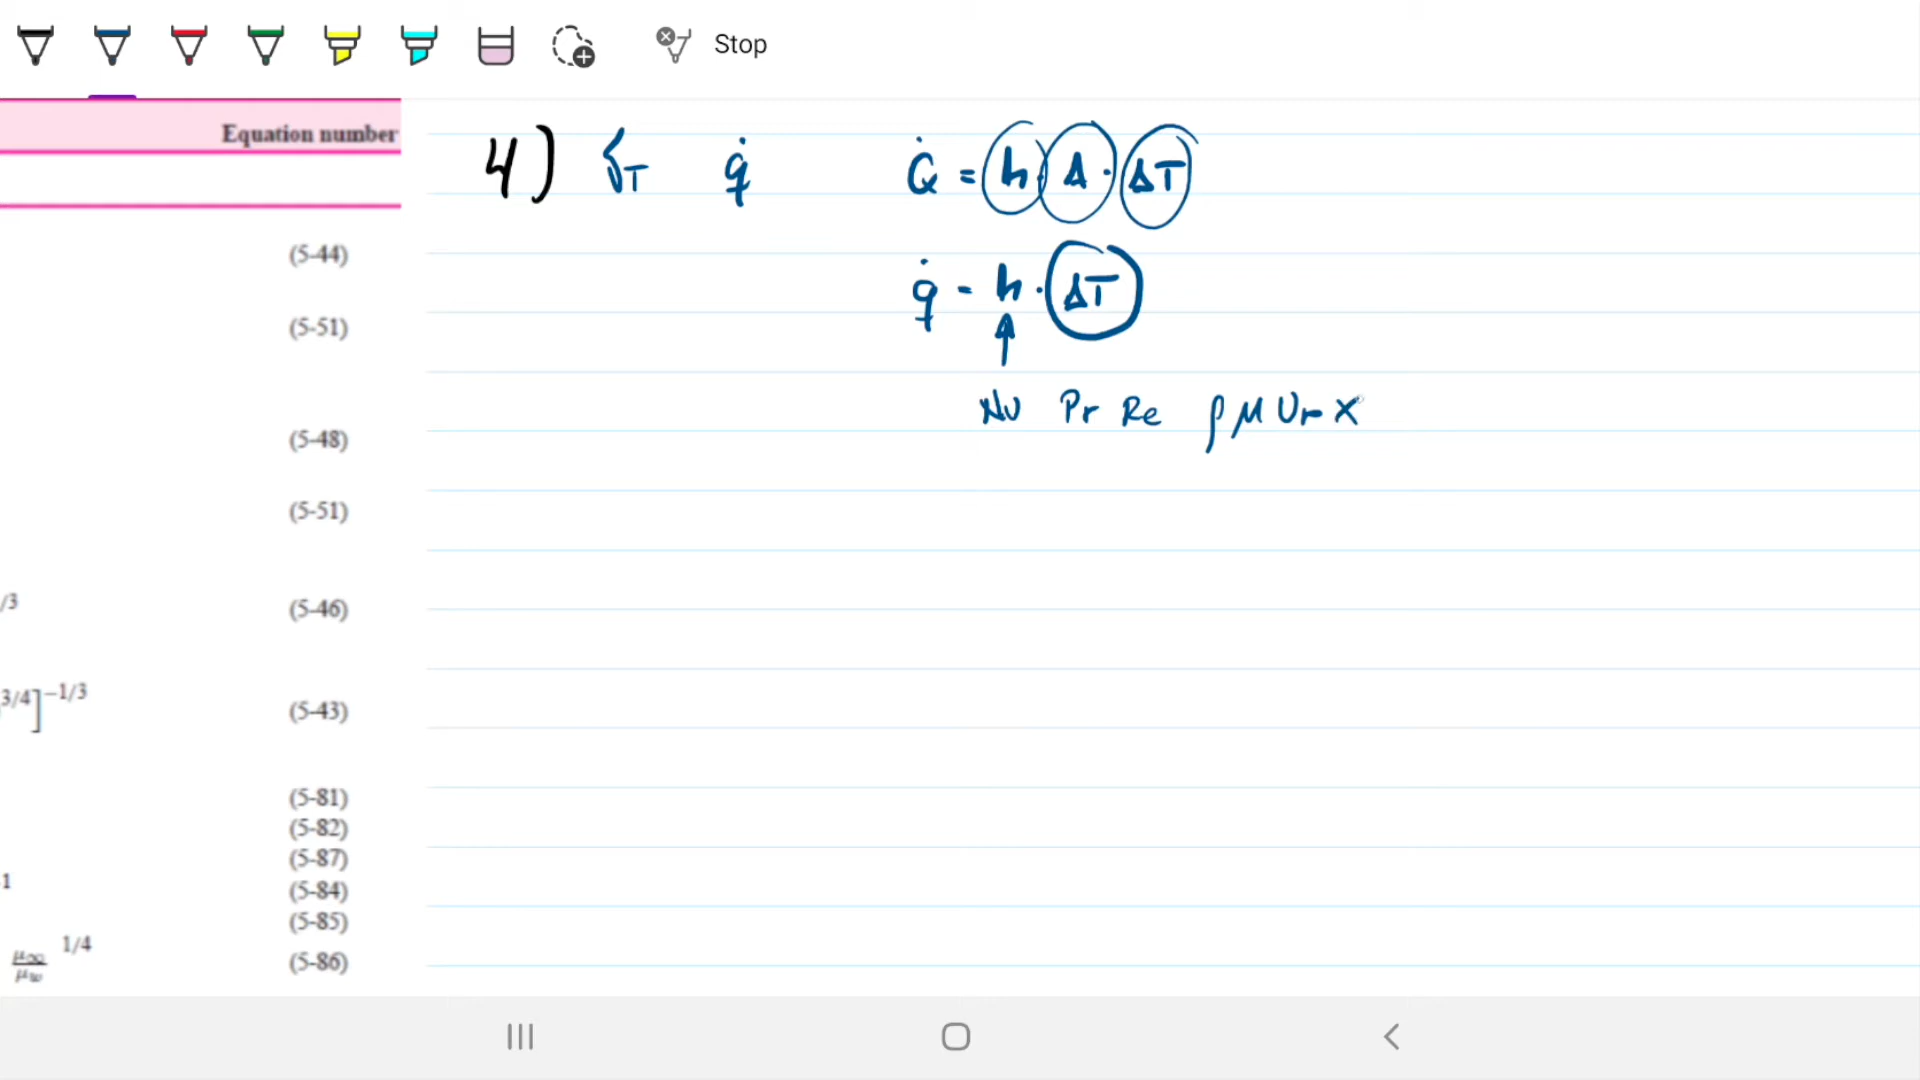 Stop
Equation number
4) δT q̇ Q̇ = h · A · ΔT
(5-44)
q̇ = h · ΔT
(5-51)
Nu Pr Re ρ μ U∞ x
(5-48)
(5-51)
/3 (5-46)
3/4]^−1/3 (5-43)
(5-81)
(5-82)
(5-87)
1 (5-84)
(5-85)
μ∞/μw 1/4 (5-86)